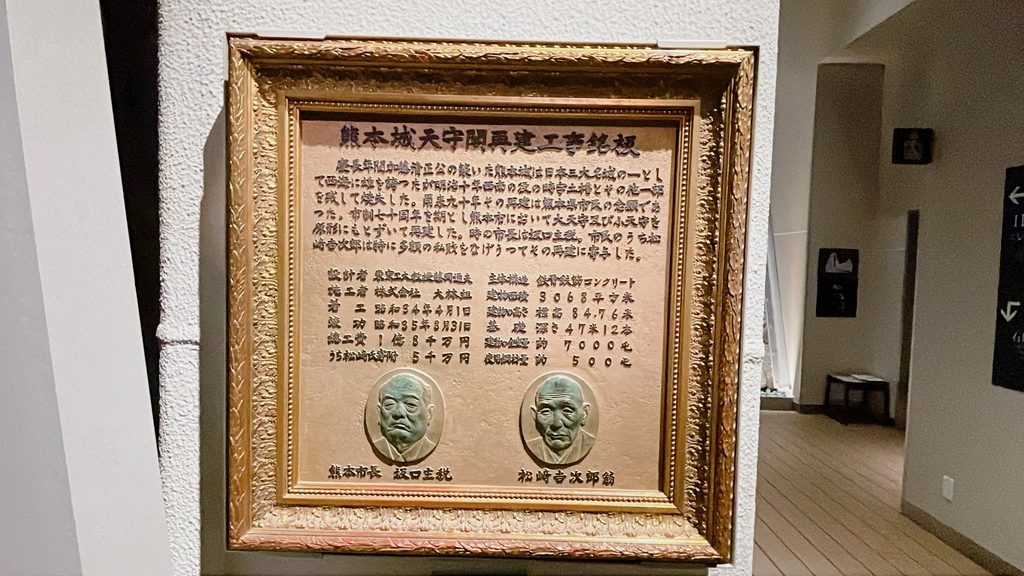 熊本城天守閣再建工事銘板
慶長年間加藤清正公の築いた熊本城は日本三大名城の一とし
て西海に雄を誇つたが明治十年西南の役の時宇土櫓とその他一部
を残して焼失した。爾来九十年その再建は熊本県市民の念願であ
つた。市制七十周年を期とし熊本市において大天守及び小天守を
原形にもとずいて再建した。時の市長は坂口主税、市民のうち松
崎吉次郎は特に多額の私財をなげうつてその再建に寄与した。
設計者 東京工大教授藤岡通夫
施工者 株式会社 大林組
着工 昭和34年4月1日
竣功 昭和35年8月31日
総工費 1億8千万円
うち松崎氏寄附 5千万円
主体構造 鉄骨鉄筋コンクリート
建物面積 3068平方米
建物の高さ 標高 84.76米
基礎 深さ47米12本
建物全重量 約 7000屯
使用鋼材量 約 500屯
熊本市長 坂口主税
松崎吉次郎翁